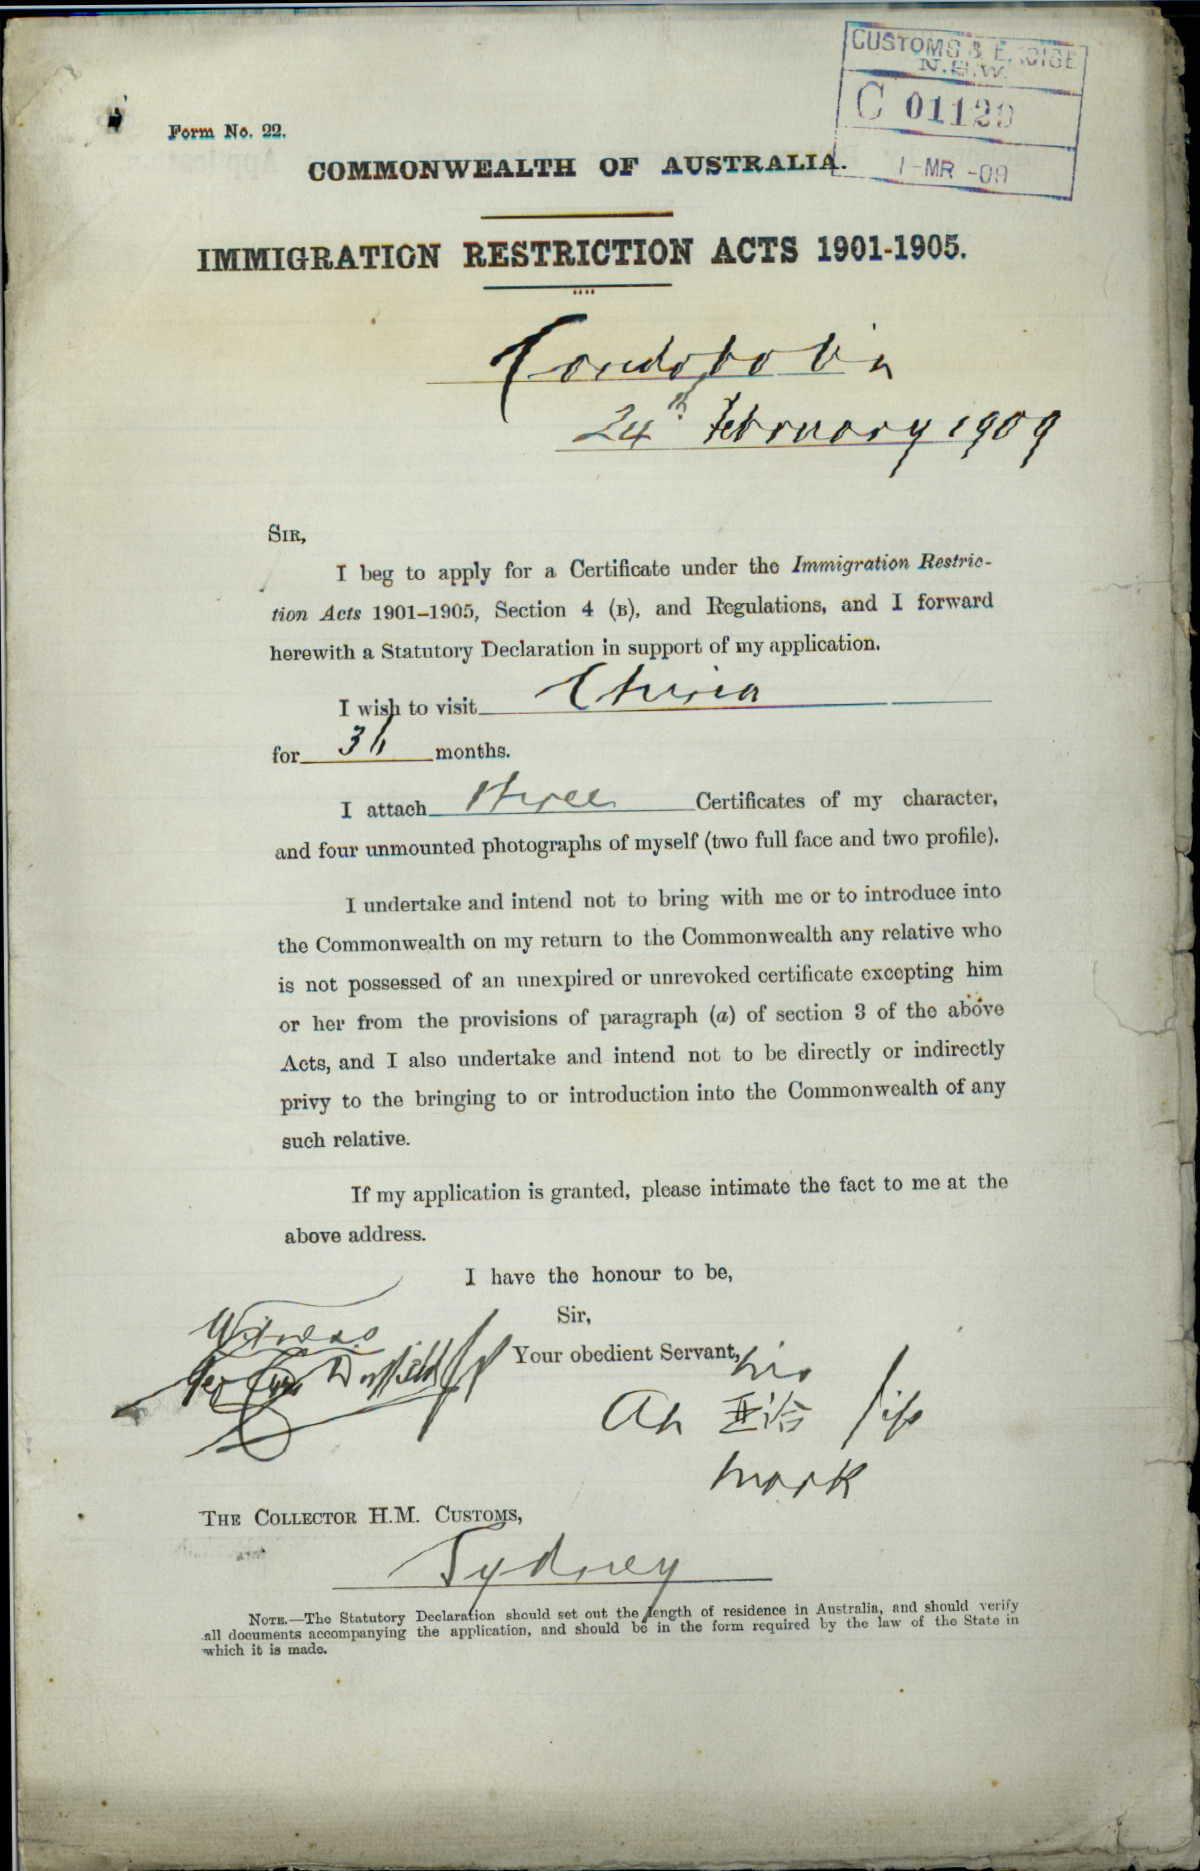 CUSTOMS & EXCISE
N.S.W.
C 01129
1-MR-09
Form No. 22.
COMMONWEALTH OF AUSTRALIA.
IMMIGRATION RESTRICTION ACTS 1901-1905.
Condobolin
24th February 1909
SIR,
I beg to apply for a Certificate under the Immigration Restric-
tion Acts 1901–1905, Section 4 (B), and Regulations, and I forward
herewith a Statutory Declaration in support of my application.
I wish to visit China
for 36 months.
I attach three Certificates of my character,
and four unmounted photographs of myself (two full face and two profile).
I undertake and intend not to bring with me or to introduce into
the Commonwealth on my return to the Commonwealth any relative who
is not possessed of an unexpired or unrevoked certificate excepting him
or her from the provisions of paragraph (a) of section 3 of the above
Acts, and I also undertake and intend not to be directly or indirectly
privy to the bringing to or introduction into the Commonwealth of any
such relative.
If my application is granted, please intimate the fact to me at the
above address.
I have the honour to be,
Sir,
Witness
Your obedient Servant,
his
Ah 亚洽
mark
THE COLLECTOR H.M. CUSTOMS,
Sydney
NOTE.—The Statutory Declaration should set out the length of residence in Australia, and should verify
all documents accompanying the application, and should be in the form required by the law of the State in
which it is made.